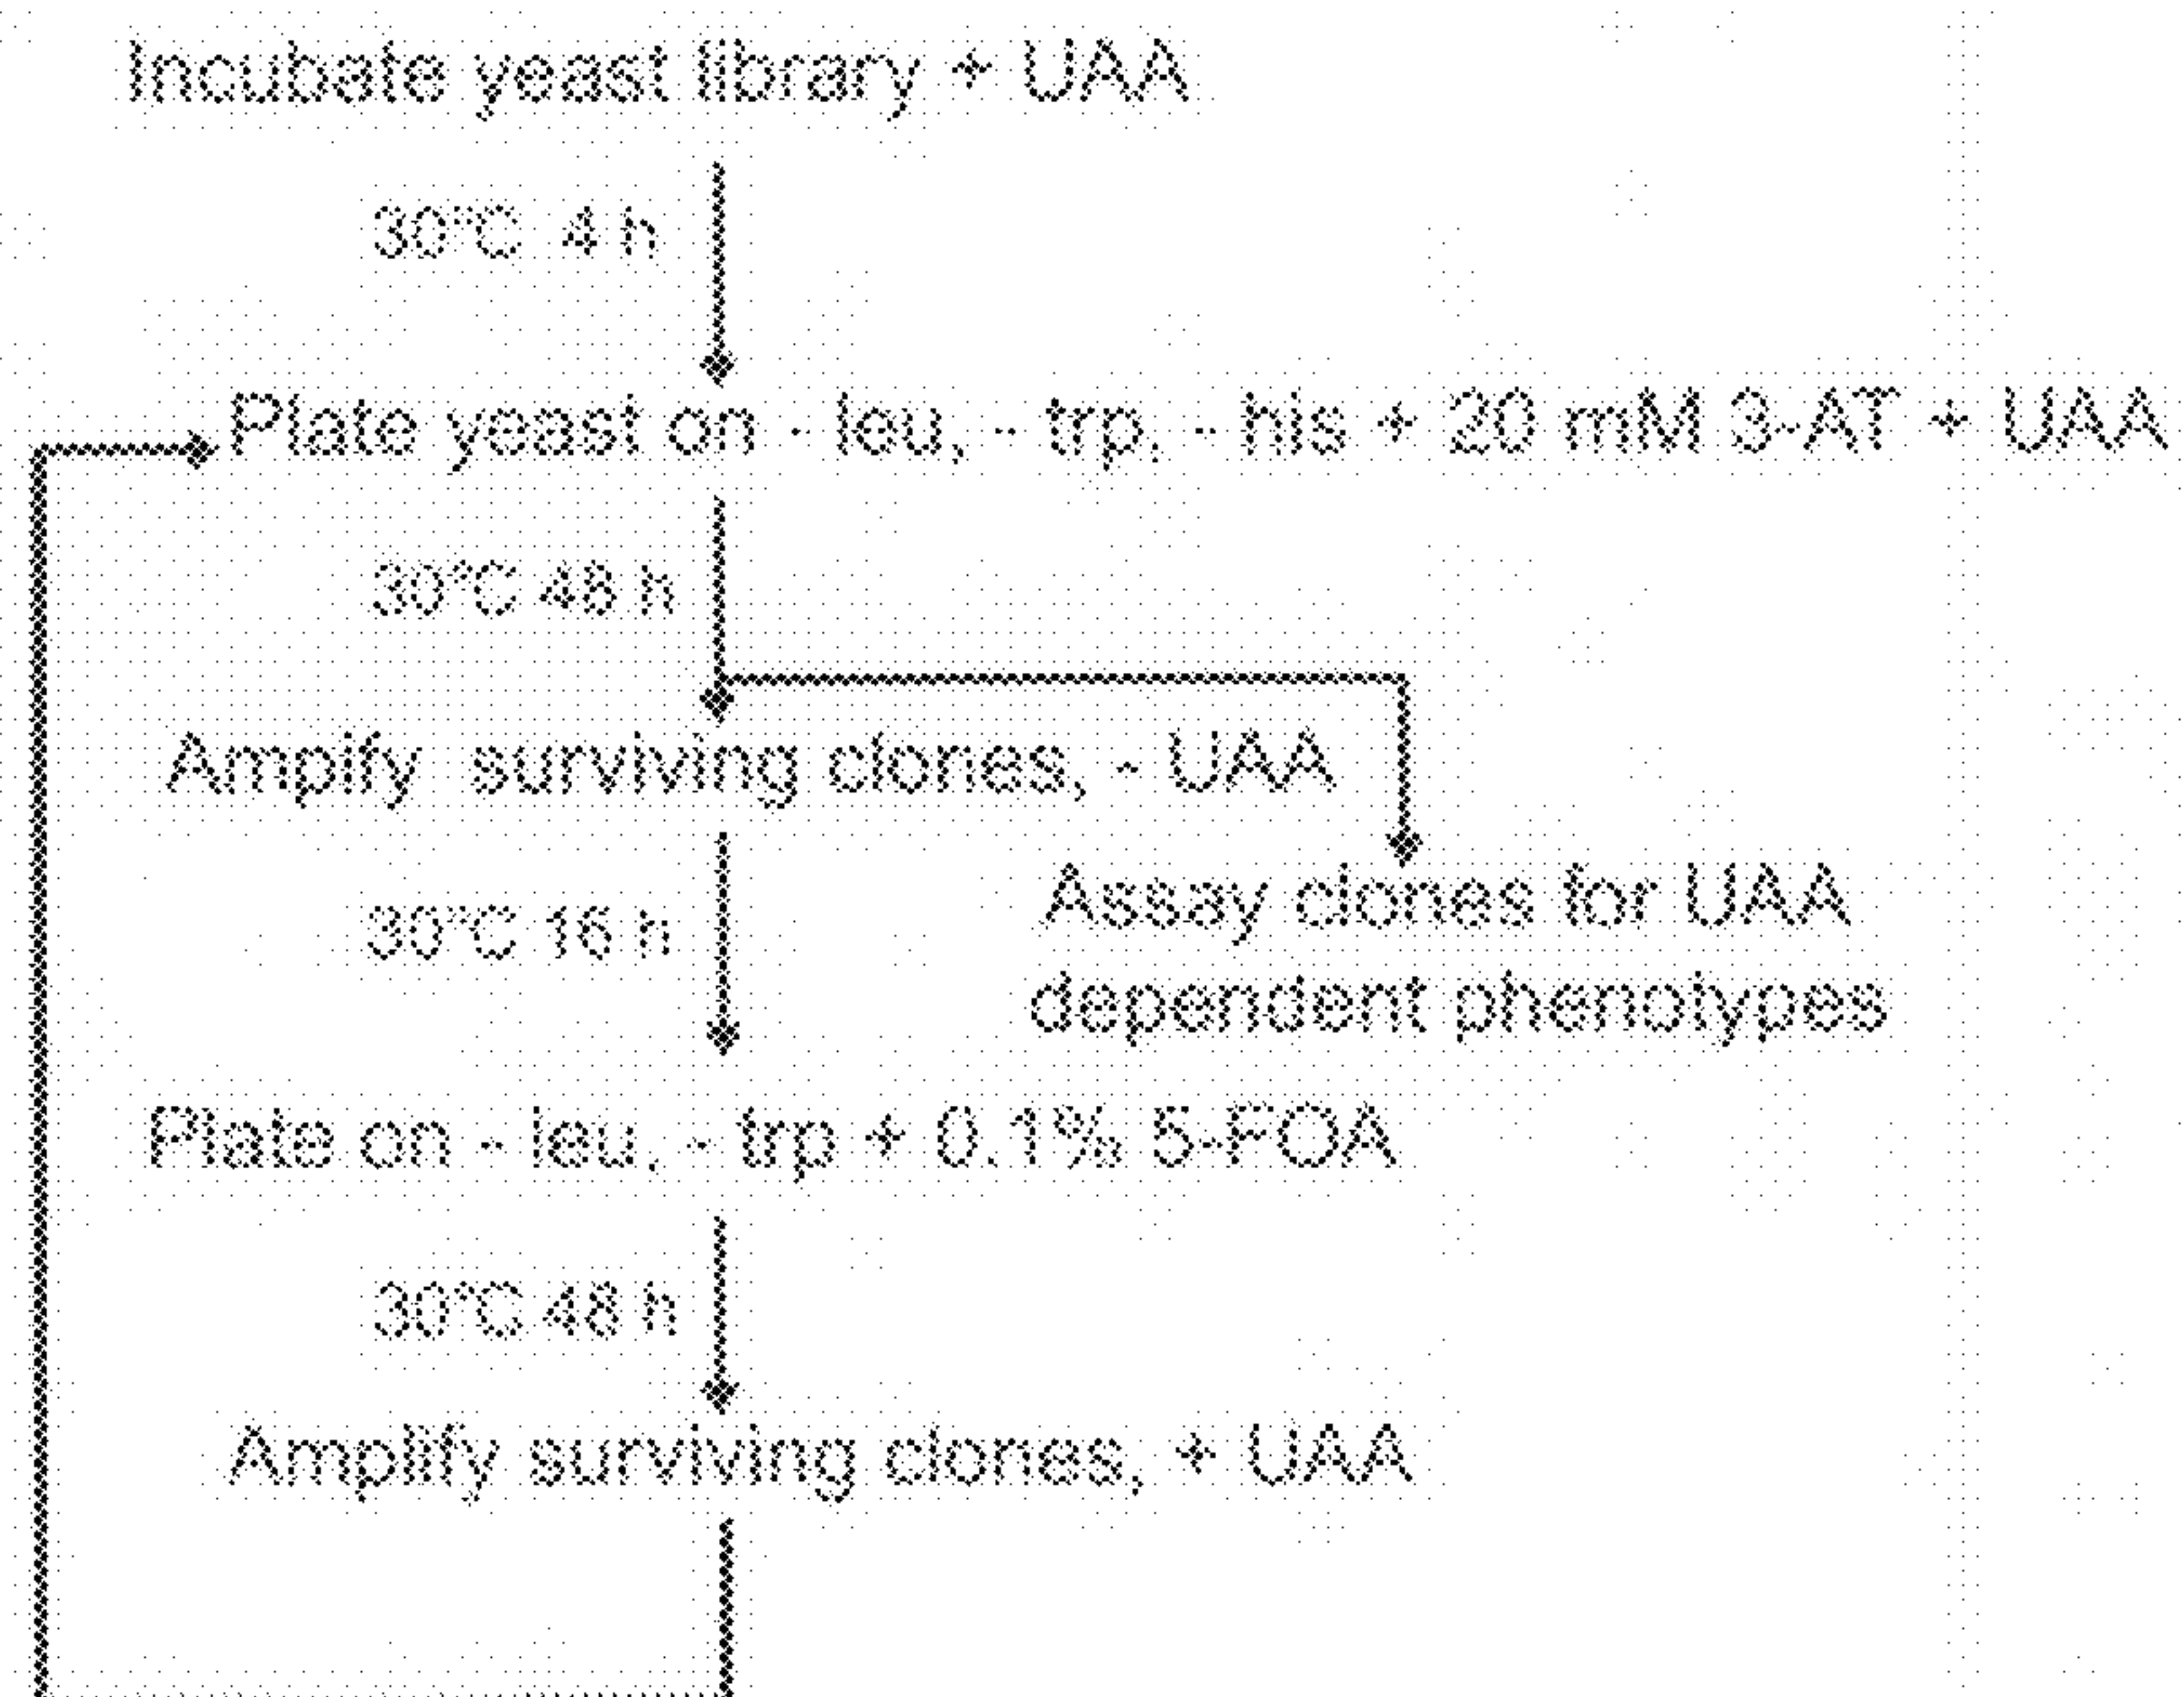 Incubate yeast library + UAA
30°C 4 h
Plate yeast on - leu, - trp, - his + 20 mM 3-AT + UAA
30°C 48 h
Ampify surviving clones, - UAA
30°C 16 h
Assay clones for UAA
dependent phenotypes
Plate on - leu, - trp + 0.1% 5-FOA
30°C 48 h
Amplify surviving clones, + UAA